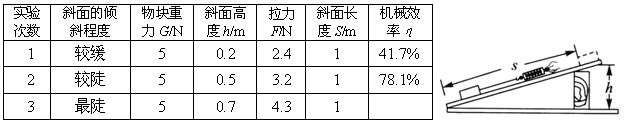 实验次数 斜面的倾斜程度 物块重力 G/N 斜面高度 h/m 拉力 F/N 斜面长度 S/m 机械效率 η
1 较缓 5 0.2 2.4 1 41.7%
2 较陡 5 0.5 3.2 1 78.1%
3 最陡 5 0.7 4.3 1
s
h